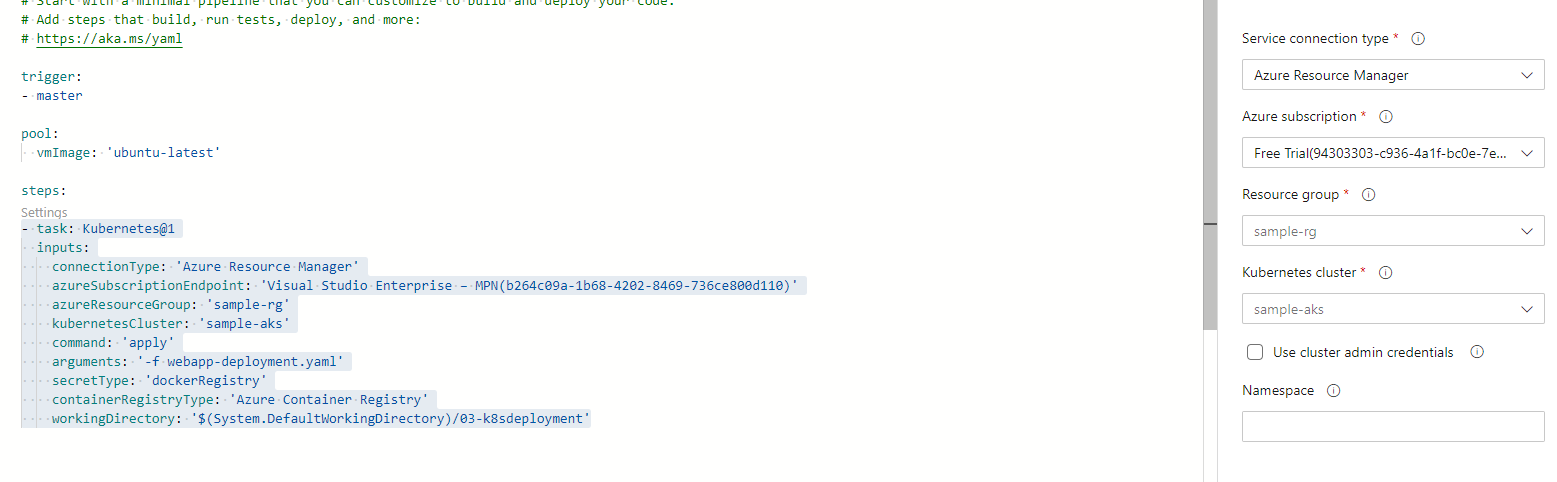 # Start with a minimal pipeline that you can customize to build and deploy your code.
# Add steps that build, run tests, deploy, and more:
# https://aka.ms/yaml
trigger:
- master
pool:
vmImage: 'ubuntu-latest'
steps:
Settings
- task: Kubernetes@1
inputs:
connectionType: 'Azure Resource Manager'
azureSubscriptionEndpoint: 'Visual Studio Enterprise – MPN(b264c09a-1b68-4202-8469-736ce800d110)'
azureResourceGroup: 'sample-rg'
kubernetesCluster: 'sample-aks'
command: 'apply'
arguments: '-f webapp-deployment.yaml'
secretType: 'dockerRegistry'
containerRegistryType: 'Azure Container Registry'
workingDirectory: '$(System.DefaultWorkingDirectory)/03-k8sdeployment'
Service connection type *
Azure Resource Manager
Azure subscription *
Free Trial(94303303-c936-4a1f-bc0e-7e...
Resource group *
sample-rg
Kubernetes cluster *
sample-aks
Use cluster admin credentials
Namespace